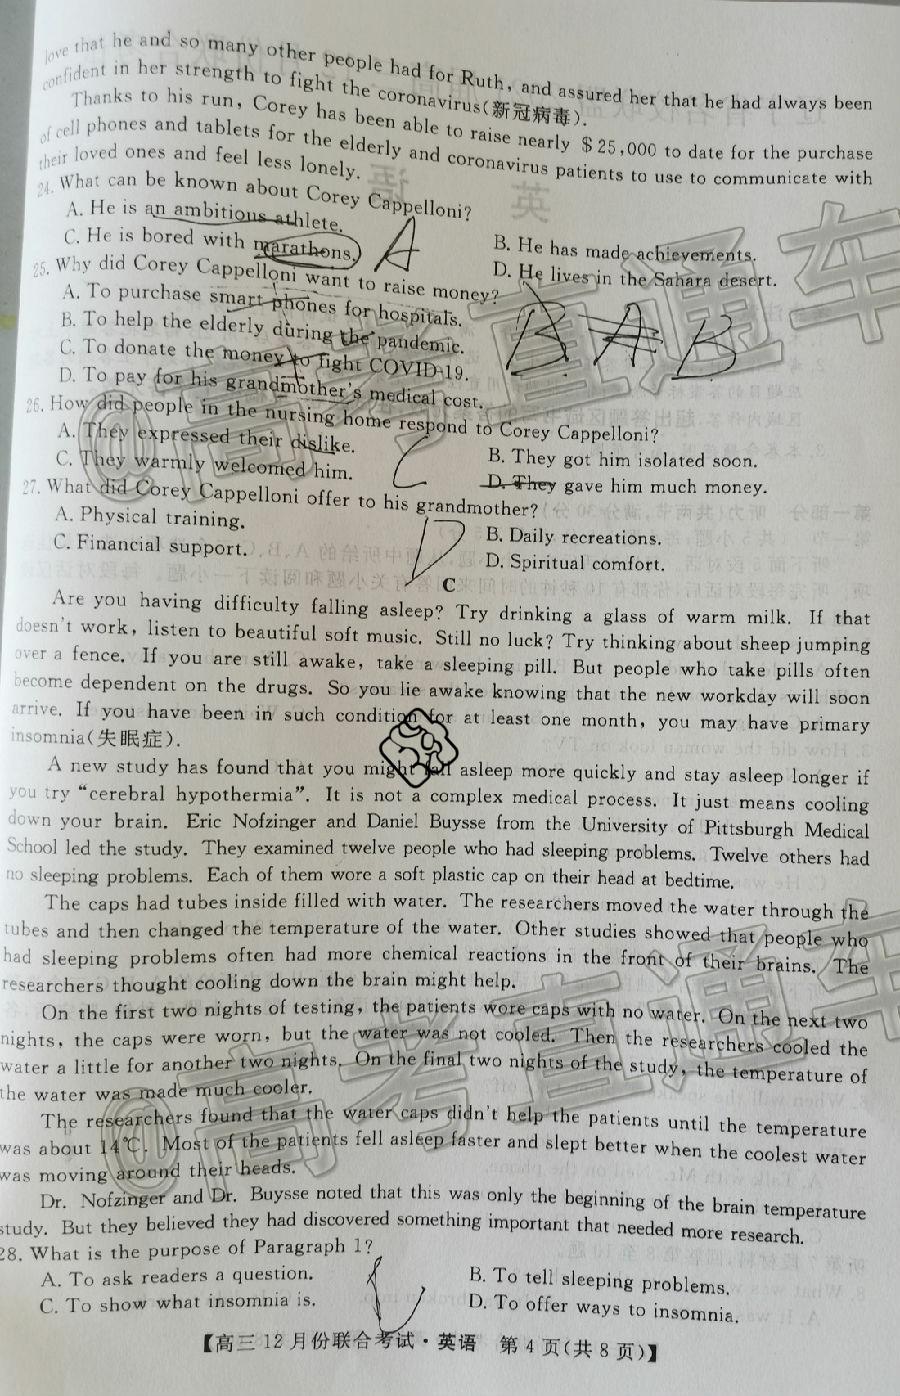 love that he and so many other people had for Ruth, and assured her that he had always been
confident in her strength to fight the coronavirus(新冠病毒).
Thanks to his run, Corey has been able to raise nearly $25,000 to date for the purchase
of cell phones and tablets for the elderly and coronavirus patients to use to communicate with
their loved ones and feel less lonely.
24. What can be known about Corey Cappelloni?
A. He is an ambitious athlete.
B. He has made achievements.
C. He is bored with marathons.
D. He lives in the Sahara desert.
A
25. Why did Corey Cappelloni want to raise money?
A. To purchase smart phones for hospitals.
B. To help the elderly during the pandemic.
C. To donate the money to fight COVID-19.
D. To pay for his grandmother's medical cost.
B A B
26. How did people in the nursing home respond to Corey Cappelloni?
A. They expressed their dislike.
B. They got him isolated soon.
C. They warmly welcomed him.
D. They gave him much money.
C
27. What did Corey Cappelloni offer to his grandmother?
A. Physical training.
B. Daily recreations.
C. Financial support.
D. Spiritual comfort.
D
C
Are you having difficulty falling asleep? Try drinking a glass of warm milk. If that
doesn't work, listen to beautiful soft music. Still no luck? Try thinking about sheep jumping
over a fence. If you are still awake, take a sleeping pill. But people who take pills often
become dependent on the drugs. So you lie awake knowing that the new workday will soon
arrive. If you have been in such condition for at least one month, you may have primary
insomnia(失眠症).
A new study has found that you might fall asleep more quickly and stay asleep longer if
you try “cerebral hypothermia”. It is not a complex medical process. It just means cooling
down your brain. Eric Nofzinger and Daniel Buysse from the University of Pittsburgh Medical
School led the study. They examined twelve people who had sleeping problems. Twelve others had
no sleeping problems. Each of them wore a soft plastic cap on their head at bedtime.
The caps had tubes inside filled with water. The researchers moved the water through the
tubes and then changed the temperature of the water. Other studies showed that people who
had sleeping problems often had more chemical reactions in the front of their brains. The
researchers thought cooling down the brain might help.
On the first two nights of testing, the patients wore caps with no water. On the next two
nights, the caps were worn, but the water was not cooled. Then the researchers cooled the
water a little for another two nights. On the final two nights of the study, the temperature of
the water was made much cooler.
The researchers found that the water caps didn't help the patients until the temperature
was about 14℃. Most of the patients fell asleep faster and slept better when the coolest water
was moving around their heads.
Dr. Nofzinger and Dr. Buysse noted that this was only the beginning of the brain temperature
study. But they believed they had discovered something important that needed more research.
28. What is the purpose of Paragraph 1?
A. To ask readers a question.
B. To tell sleeping problems.
C. To show what insomnia is.
D. To offer ways to insomnia.
【高三12月份联合考试·英语 第4页(共8页)】
@高考直通车
@高考直通车